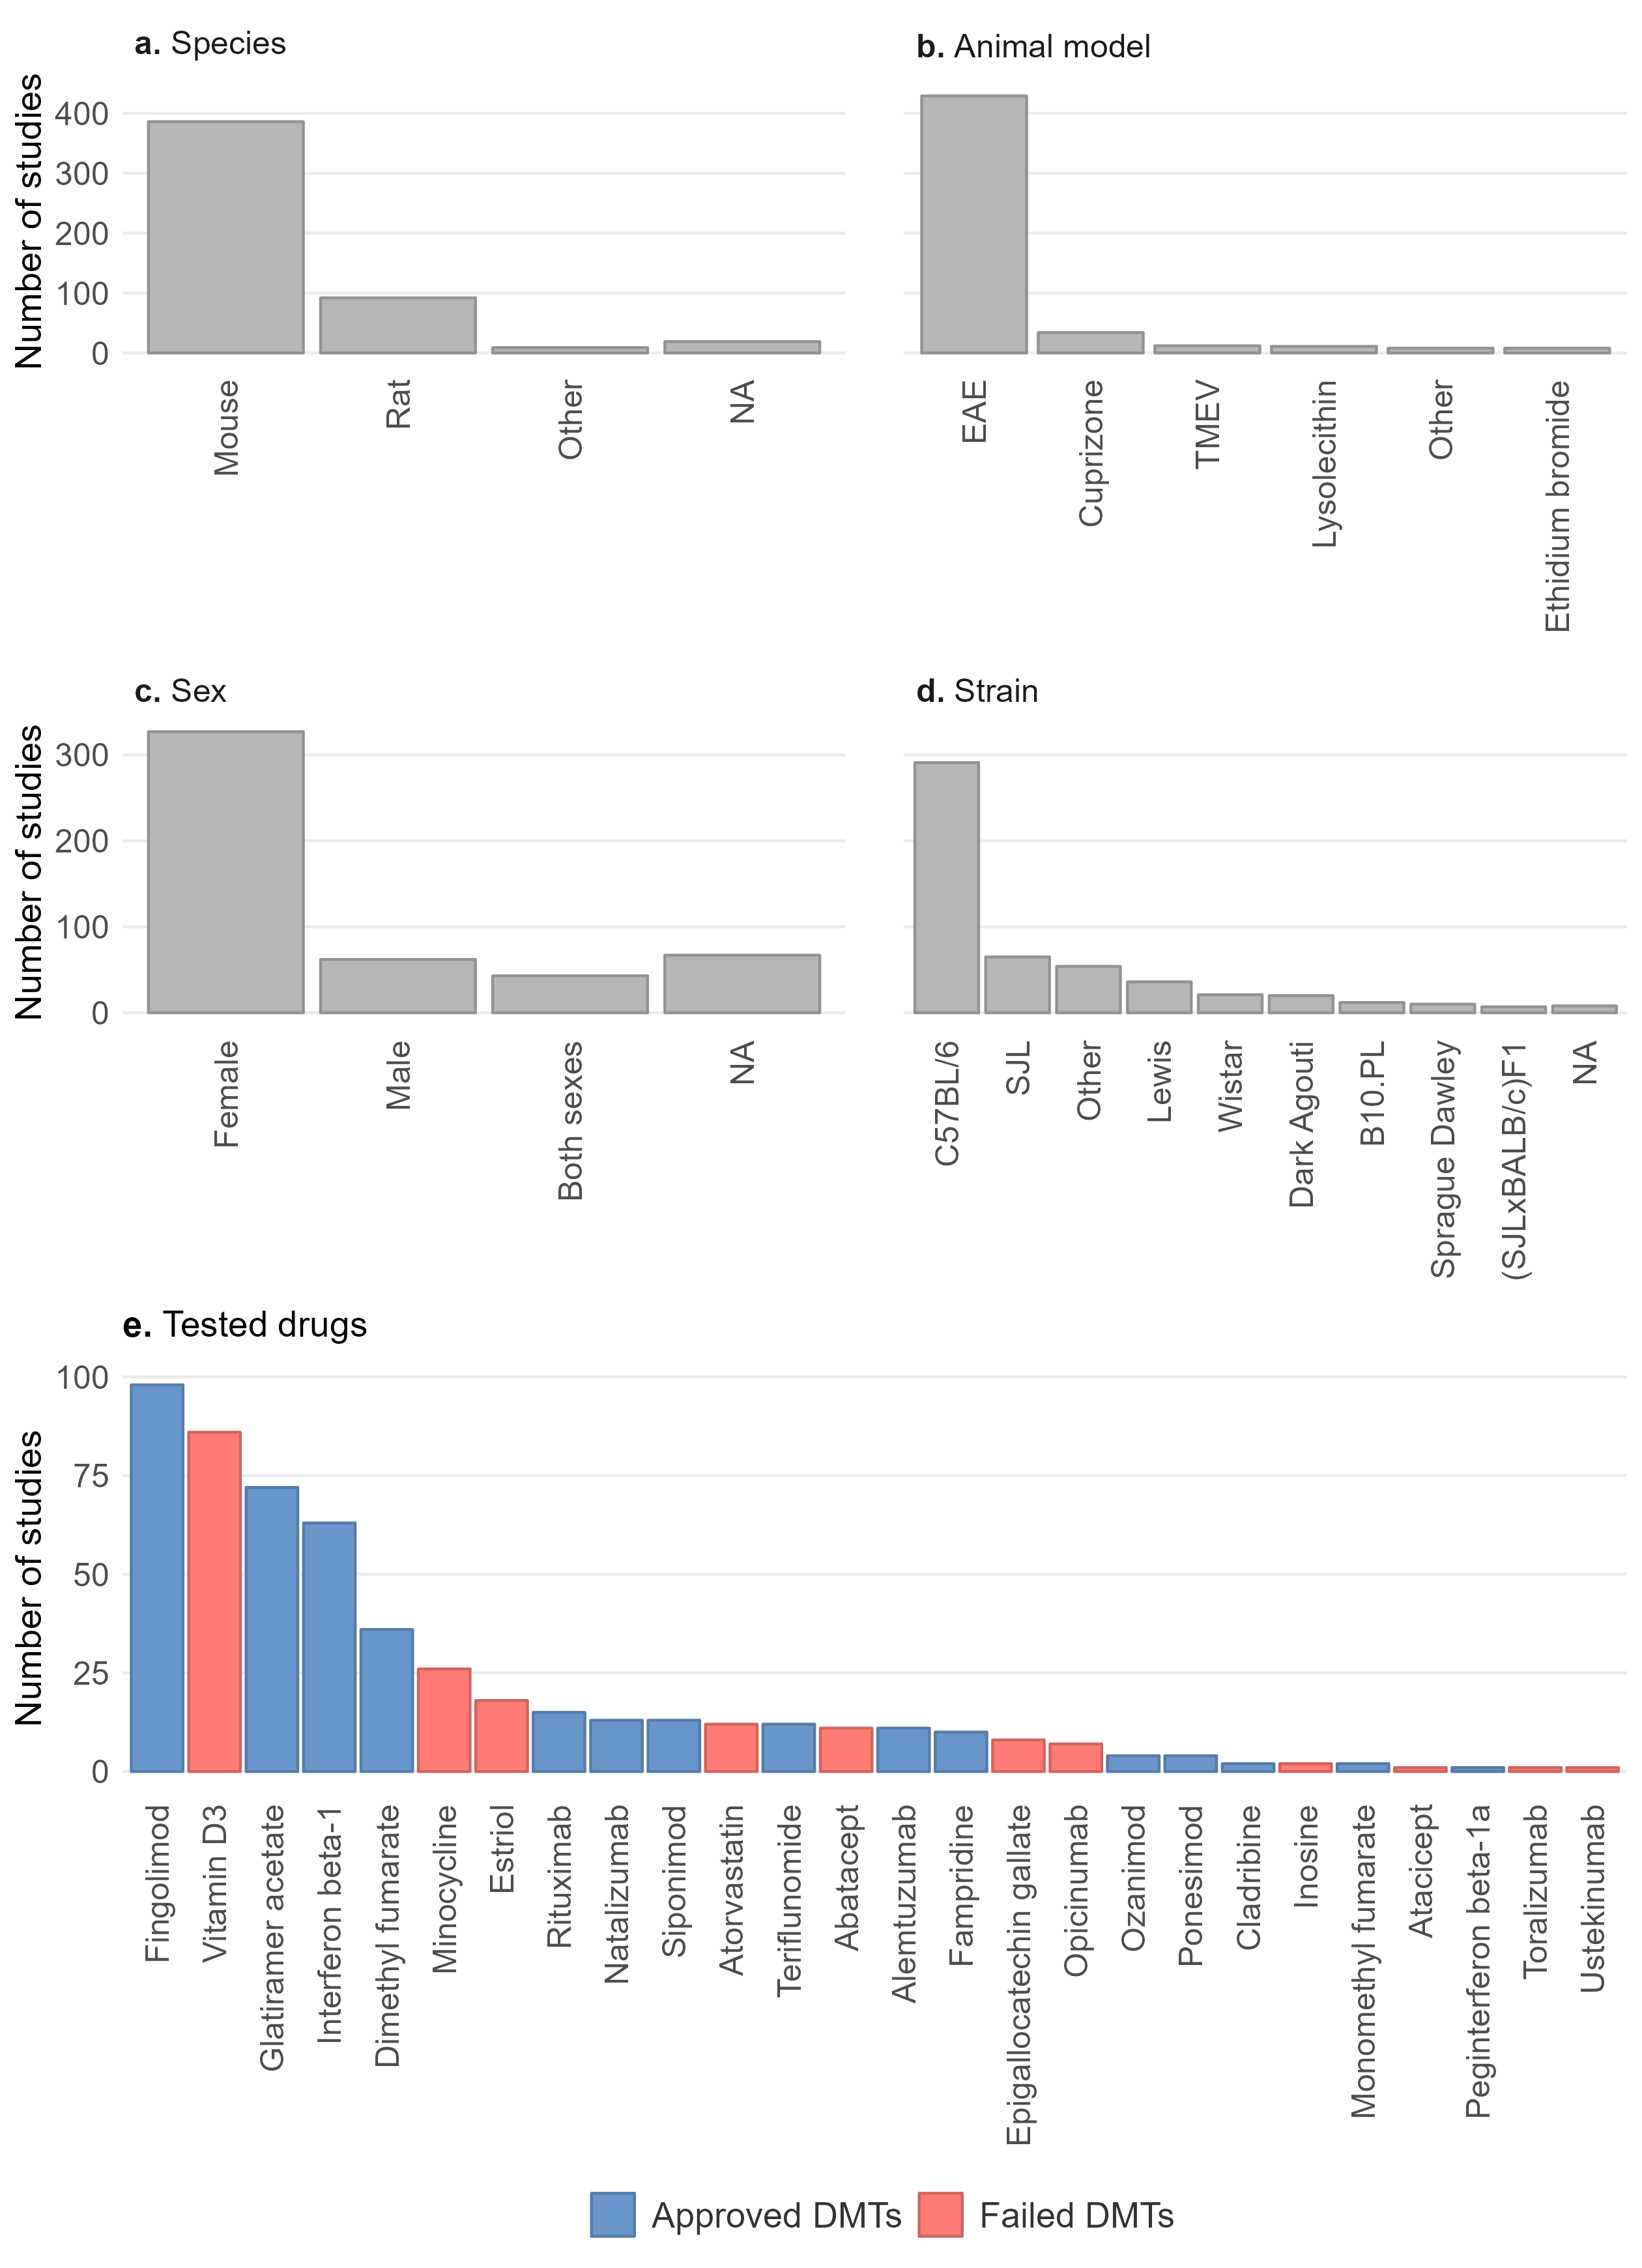 a. Species
Number of studies
400
300
200
100
0
Mouse
Rat
Other
NA
b. Animal model
EAE
Cuprizone
TMEV
Lysolecithin
Other
Ethidium bromide
c. Sex
Number of studies
300
200
100
0
Female
Male
Both sexes
NA
d. Strain
C57BL/6
SJL
Other
Lewis
Wistar
Dark Agouti
B10.PL
Sprague Dawley
(SJLxBALB/c)F1
NA
e. Tested drugs
Number of studies
100
75
50
25
0
Fingolimod
Vitamin D3
Glatiramer acetate
Interferon beta-1
Dimethyl fumarate
Minocycline
Estriol
Rituximab
Natalizumab
Siponimod
Atorvastatin
Teriflunomide
Abatacept
Alemtuzumab
Fampridine
Epigallocatechin gallate
Opicinumab
Ozanimod
Ponesimod
Cladribine
Inosine
Monomethyl fumarate
Atacicept
Peginterferon beta-1a
Toralizumab
Ustekinumab
Approved DMTs
Failed DMTs